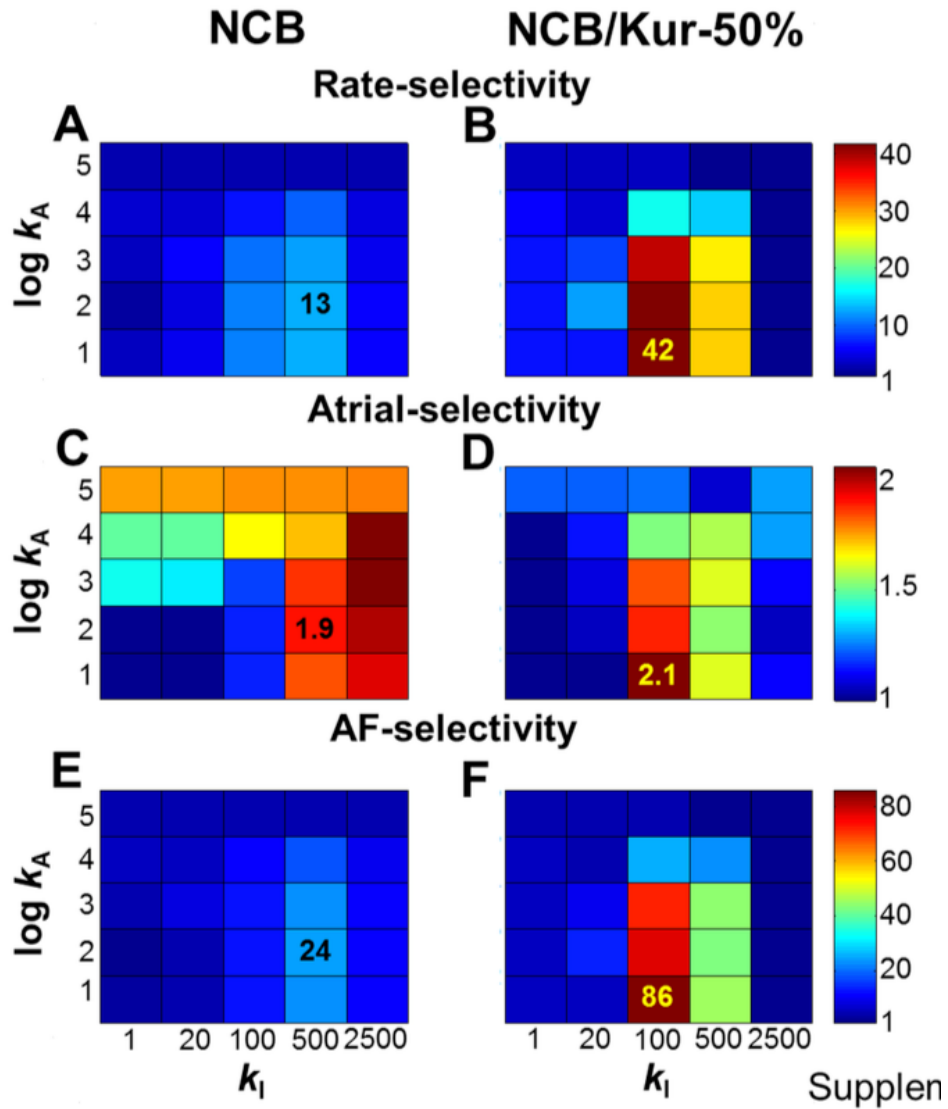 NCB NCB/Kur-50%
Rate-selectivity
A B
log kA
5
4
3
2
1
13
42
40
30
20
10
1
Atrial-selectivity
C D
log kA
5
4
3
2
1
1.9
2.1
2
1.5
1
AF-selectivity
E F
log kA
5
4
3
2
1
24
86
80
60
40
20
1
1 20 100 500 2500 1 20 100 500 2500
kI kI
Supplen